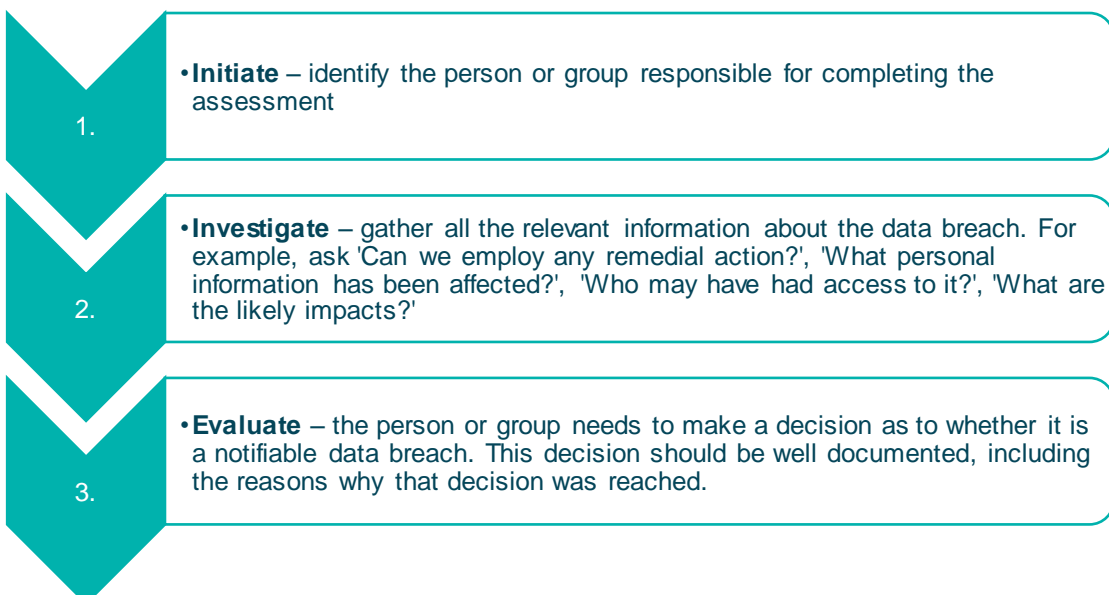 1.
•Initiate – identify the person or group responsible for completing the
assessment
2.
•Investigate – gather all the relevant information about the data breach. For
example, ask 'Can we employ any remedial action?', 'What personal
information has been affected?', 'Who may have had access to it?', 'What are
the likely impacts?'
3.
•Evaluate – the person or group needs to make a decision as to whether it is
a notifiable data breach. This decision should be well documented, including
the reasons why that decision was reached.